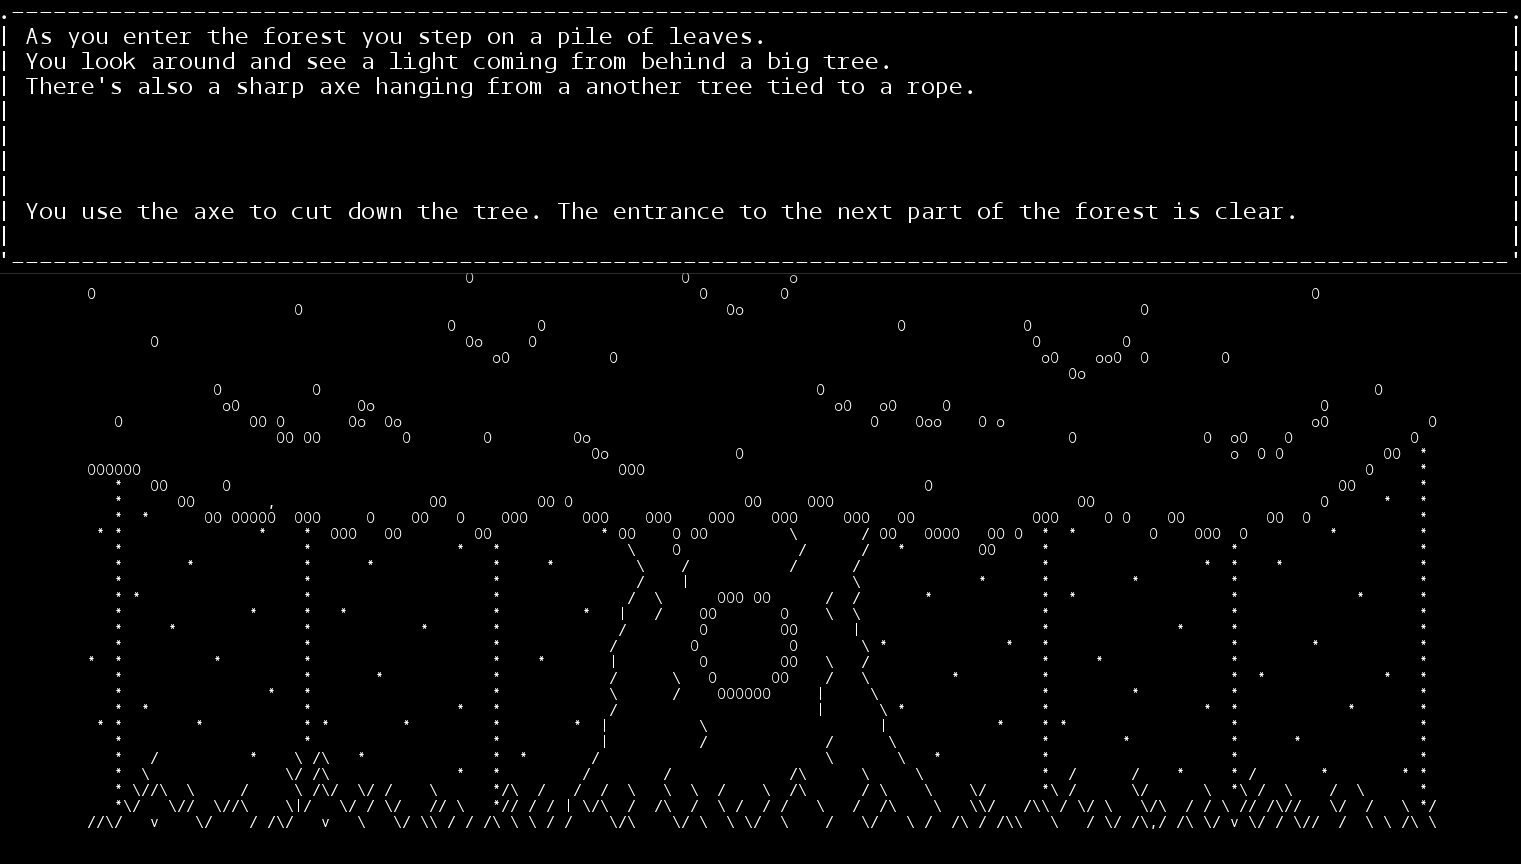 As you enter the forest you step on a pile of leaves.
You look around and see a light coming from behind a big tree.
There's also a sharp axe hanging from a another tree tied to a rope.
You use the axe to cut down the tree. The entrance to the next part of the forest is clear.